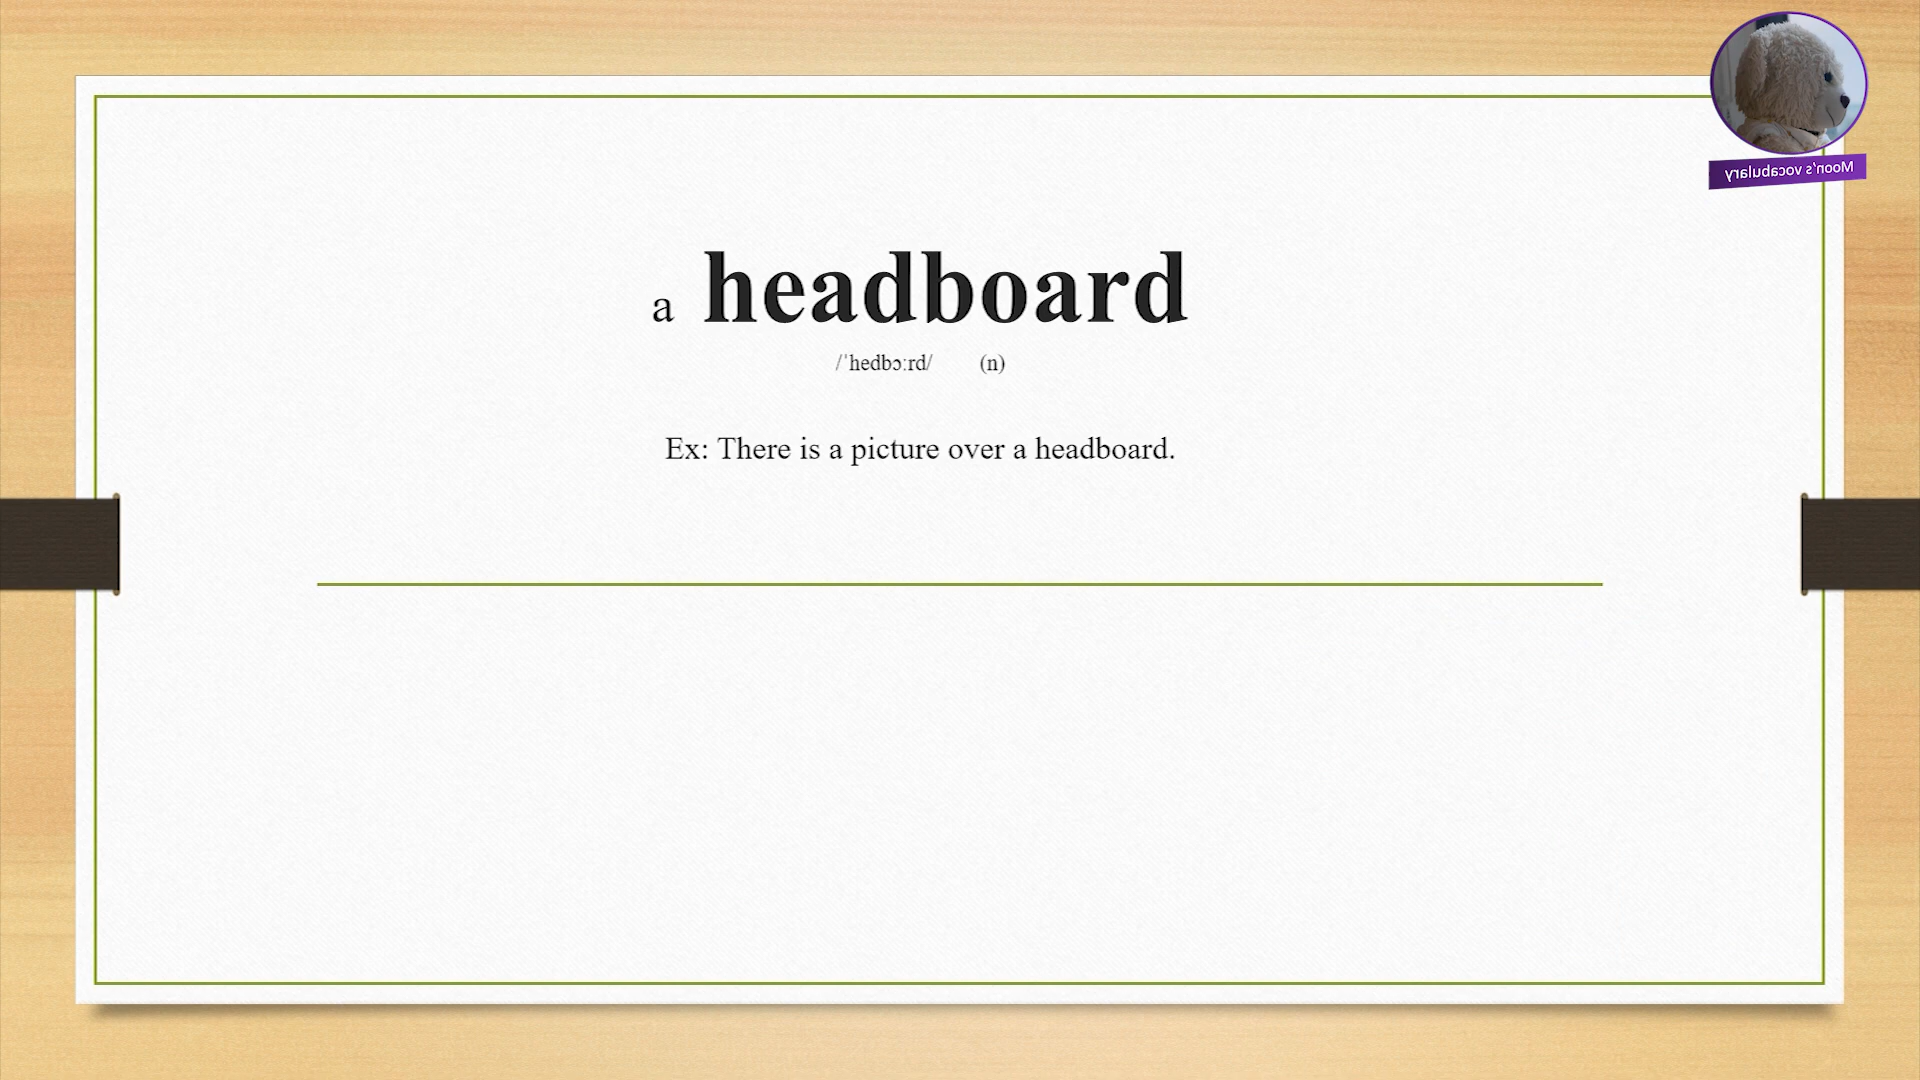 Moon's vocabulary
a headboard
/ˈhedbɔːrd/ (n)
Ex: There is a picture over a headboard.